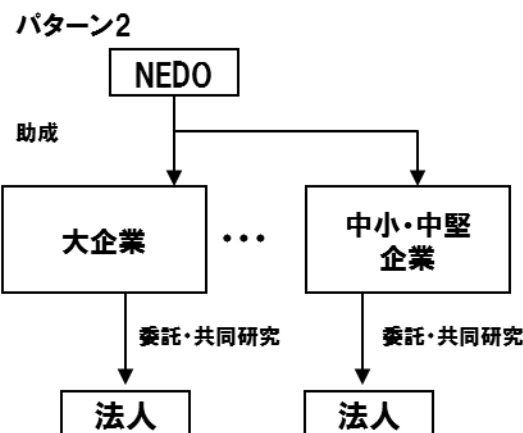 パターン2
NEDO
助成
大企業
・・・
中小・中堅
企業
委託・共同研究
委託・共同研究
法人
法人